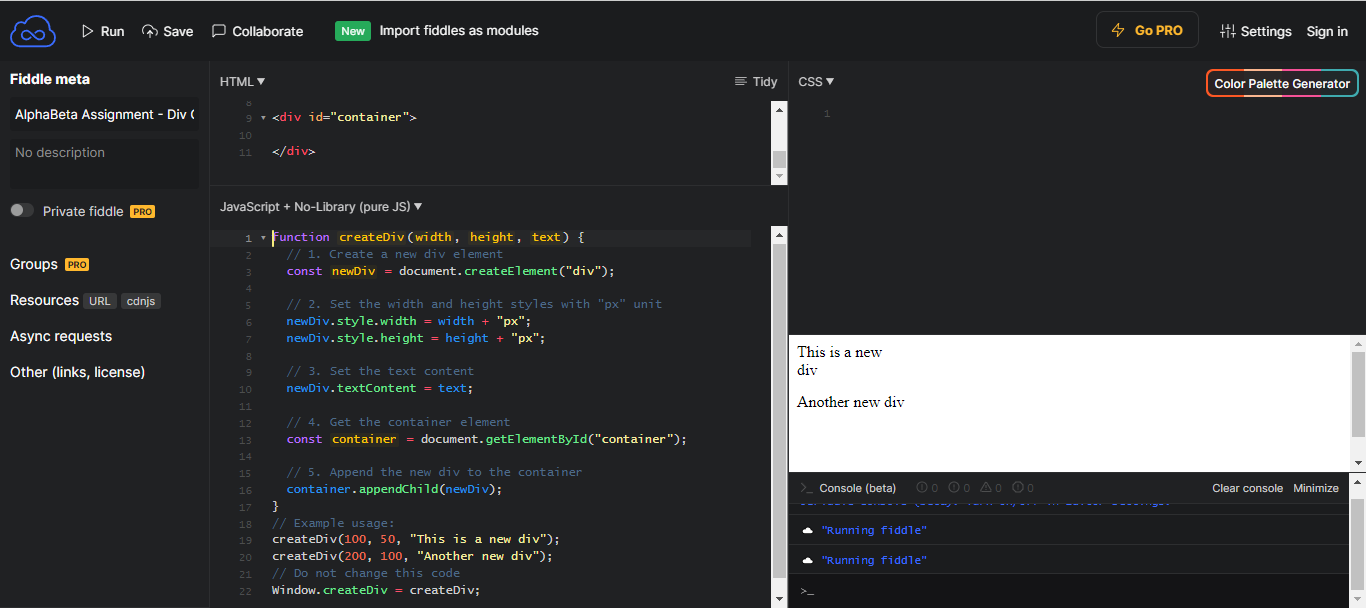 Run Save Collaborate New Import fiddles as modules Go PRO Settings Sign in
Fiddle meta
AlphaBeta Assignment - Div
No description
Private fiddle PRO
Groups PRO
Resources URL cdnjs
Async requests
Other (links, license)
HTML ▼ Tidy
8
9 <div id="container">
10
11 </div>
JavaScript + No-Library (pure JS) ▼
1 function createDiv(width, height, text) {
2 // 1. Create a new div element
3 const newDiv = document.createElement("div");
4
5 // 2. Set the width and height styles with "px" unit
6 newDiv.style.width = width + "px";
7 newDiv.style.height = height + "px";
8
9 // 3. Set the text content
10 newDiv.textContent = text;
11
12 // 4. Get the container element
13 const container = document.getElementById("container");
14
15 // 5. Append the new div to the container
16 container.appendChild(newDiv);
17 }
18 // Example usage:
19 createDiv(100, 50, "This is a new div");
20 createDiv(200, 100, "Another new div");
21 // Do not change this code
22 Window.createDiv = createDiv;
CSS ▼ Color Palette Generator
1
This is a new
div
Another new div
>_ Console (beta) 0 0 0 0 Clear console Minimize
"Running fiddle"
"Running fiddle"
>_